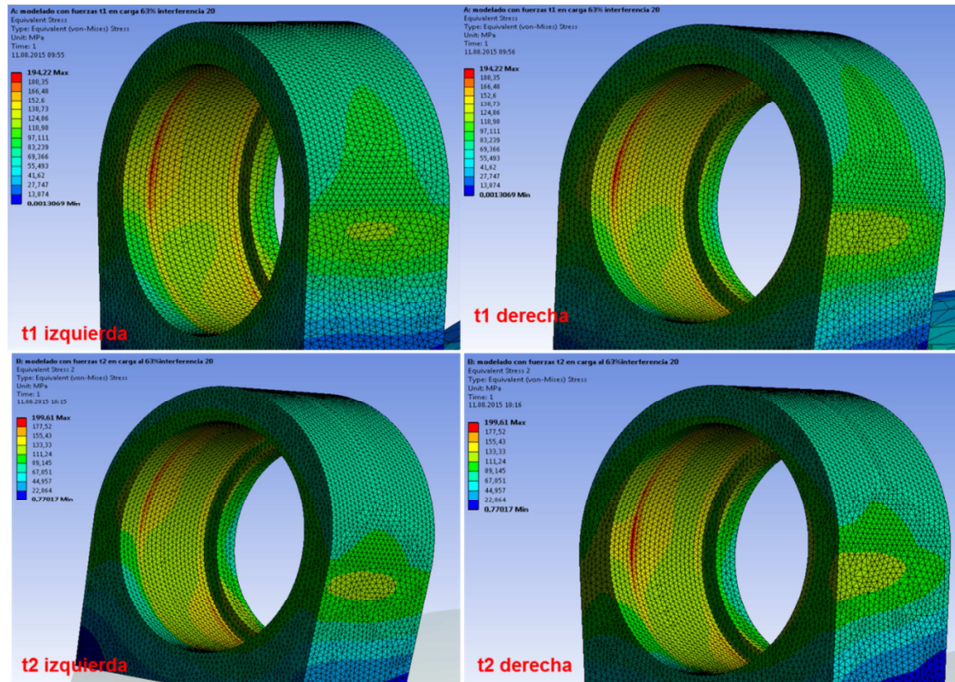 A: modelado con fuerzas t1 en carga 63% interferencia 20
Equivalent Stress
Type: Equivalent (von-Mises) Stress
Unit: MPa
Time: 1
11.08.2015 09:55
194,22 Max
180,35
166,48
152,6
138,73
124,86
110,98
97,111
83,239
69,366
55,493
41,62
27,747
13,874
0,0013069 Min
t1 izquierda
A: modelado con fuerzas t1 en carga 63% interferencia 20
Equivalent Stress
Type: Equivalent (von-Mises) Stress
Unit: MPa
Time: 1
11.08.2015 09:56
194,22 Max
180,35
166,48
152,6
138,73
124,86
110,98
97,111
83,239
69,366
55,493
41,62
27,747
13,874
0,0013069 Min
t1 derecha
B: modelado con fuerzas t2 en carga al 63%interferencia 20
Equivalent Stress 2
Type: Equivalent (von-Mises) Stress
Unit: MPa
Time: 1
11.08.2015 10:15
199,61 Max
177,52
155,43
133,33
111,24
89,145
67,051
44,957
22,864
0,77017 Min
t2 izquierda
B: modelado con fuerzas t2 en carga al 63%interferencia 20
Equivalent Stress 2
Type: Equivalent (von-Mises) Stress
Unit: MPa
Time: 1
11.08.2015 10:16
199,61 Max
177,52
155,43
133,33
111,24
89,145
67,051
44,957
22,864
0,77017 Min
t2 derecha